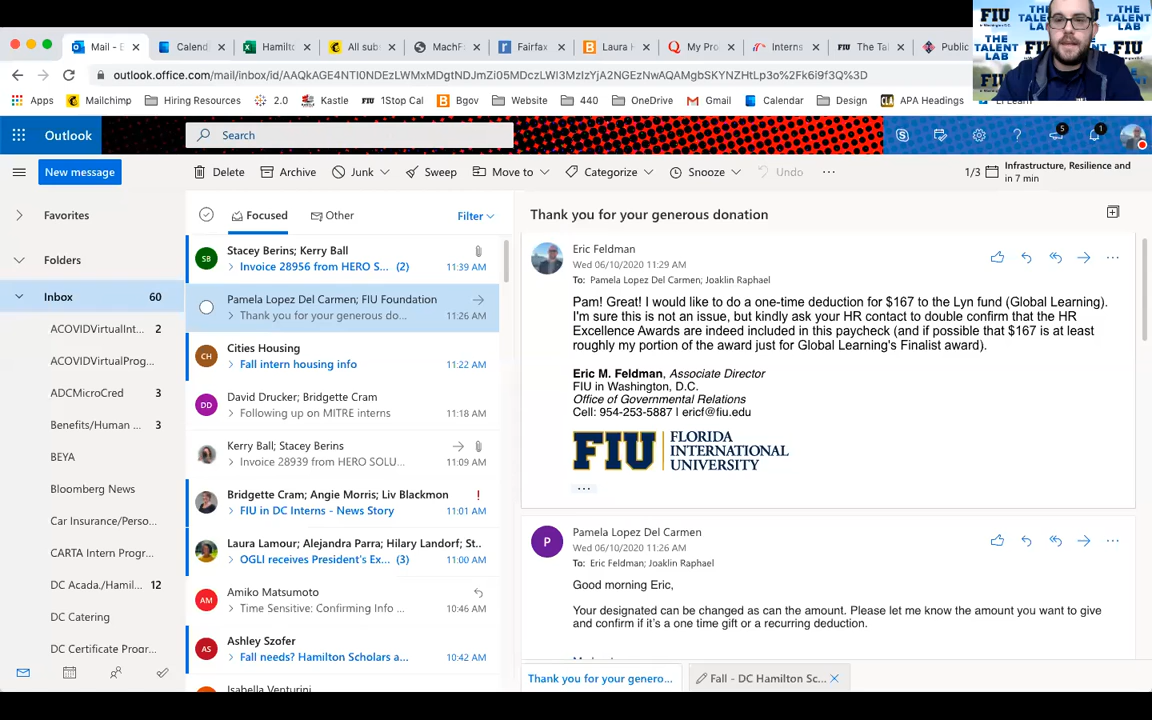 Mail - E
Calend
Hamilto
All sub
MachF
Fairfax
Laura H
My Pro
Interns
The Ta
Public
outlook.office.com/mail/inbox/id/AAQkAGE4NTI0NDEzLWMxMDgtNDJmZi05MDczLWI3MzIzYjA2NGEzNwAQAMgbSKYNZHtLp3o%2Fk6i9f3Q%3D
Apps
Mailchimp
Hiring Resources
2.0
Kastle
FIU 1Stop Cal
Bgov
Website
440
OneDrive
Gmail
Calendar
Design
APA Headings
FIU
THE TALENT LAB
FIU
THE TALENT LAB
Outlook
Search
5
1
New message
Delete
Archive
Junk
Sweep
Move to
Categorize
Snooze
Undo
1/3
Infrastructure, Resilience and
in 7 min
Favorites
Folders
Inbox 60
ACOVIDVirtualInt... 2
ACOVIDVirtualProg...
ADCMicroCred 3
Benefits/Human ... 3
BEYA
Bloomberg News
Car Insurance/Perso...
CARTA Intern Progr...
DC Acada./Hamil... 12
DC Catering
DC Certificate Progr...
Focused
Other
Filter
SB
Stacey Berins; Kerry Ball
Invoice 28956 from HERO S... (2) 11:39 AM
Pamela Lopez Del Carmen; FIU Foundation
Thank you for your generous do... 11:26 AM
CH
Cities Housing
Fall intern housing info 11:22 AM
DD
David Drucker; Bridgette Cram
Following up on MITRE interns 11:18 AM
Kerry Ball; Stacey Berins
Invoice 28939 from HERO SOLU... 11:09 AM
Bridgette Cram; Angie Morris; Liv Blackmon !
FIU in DC Interns - News Story 11:01 AM
Laura Lamour; Alejandra Parra; Hilary Landorf; St..
OGLI receives President's Ex... (3) 11:00 AM
AM
Amiko Matsumoto
Time Sensitive: Confirming Info ... 10:46 AM
AS
Ashley Szofer
Fall needs? Hamilton Scholars a... 10:42 AM
Isabella Venturini
Thank you for your generous donation
Eric Feldman
Wed 06/10/2020 11:29 AM
To: Pamela Lopez Del Carmen; Joaklin Raphael
Pam! Great! I would like to do a one-time deduction for $167 to the Lyn fund (Global Learning).
I'm sure this is not an issue, but kindly ask your HR contact to double confirm that the HR
Excellence Awards are indeed included in this paycheck (and if possible that $167 is at least
roughly my portion of the award just for Global Learning's Finalist award).
Eric M. Feldman, Associate Director
FIU in Washington, D.C.
Office of Governmental Relations
Cell: 954-253-5887 | ericf@fiu.edu
FIU FLORIDA
INTERNATIONAL
UNIVERSITY
...
P
Pamela Lopez Del Carmen
Wed 06/10/2020 11:26 AM
To: Eric Feldman; Joaklin Raphael
Good morning Eric,
Your designated can be changed as can the amount. Please let me know the amount you want to give
and confirm if it's a one time gift or a recurring deduction.
Thank you for your genero...
Fall - DC Hamilton Sc...